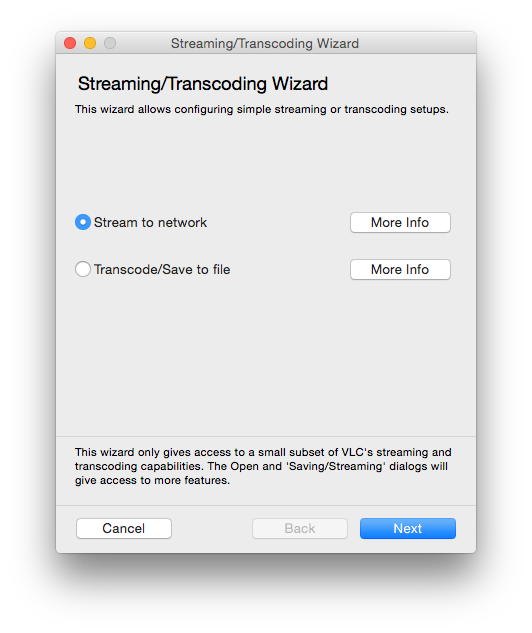 Streaming/Transcoding Wizard
Streaming/Transcoding Wizard
This wizard allows configuring simple streaming or transcoding setups.
Stream to network
More Info
Transcode/Save to file
More Info
This wizard only gives access to a small subset of VLC's streaming and
transcoding capabilities. The Open and 'Saving/Streaming' dialogs will
give access to more features.
Cancel
Back
Next